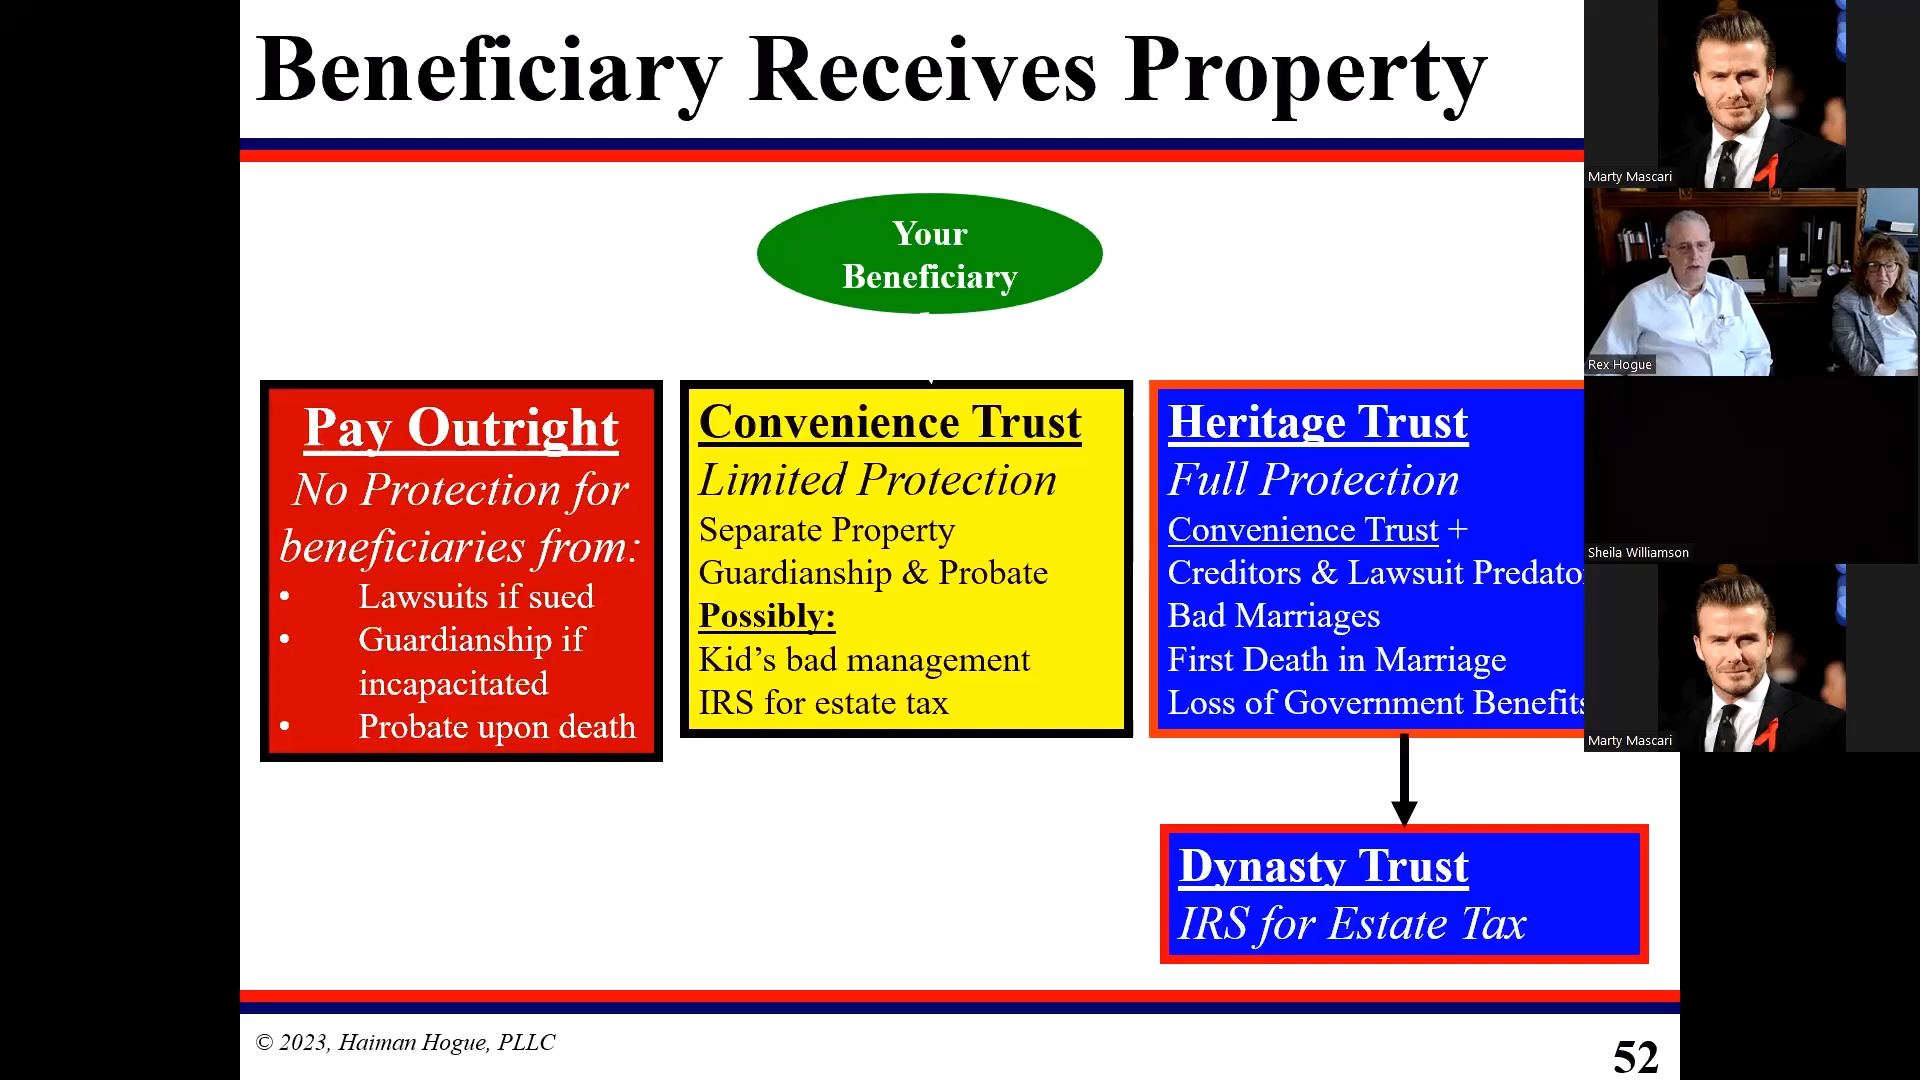 Beneficiary Receives Property
Your
Beneficiary
Pay Outright
No Protection for
beneficiaries from:
• Lawsuits if sued
• Guardianship if
incapacitated
• Probate upon death
Convenience Trust
Limited Protection
Separate Property
Guardianship & Probate
Possibly:
Kid's bad management
IRS for estate tax
Heritage Trust
Full Protection
Convenience Trust +
Creditors & Lawsuit
Bad Marriages
First Death in Marriage
Loss of Government Benefits
Dynasty Trust
IRS for Estate Tax
© 2023, Haiman Hogue, PLLC
52
Marty Mascari
Rex Hogue
Sheila Williamson
Marty Mascari